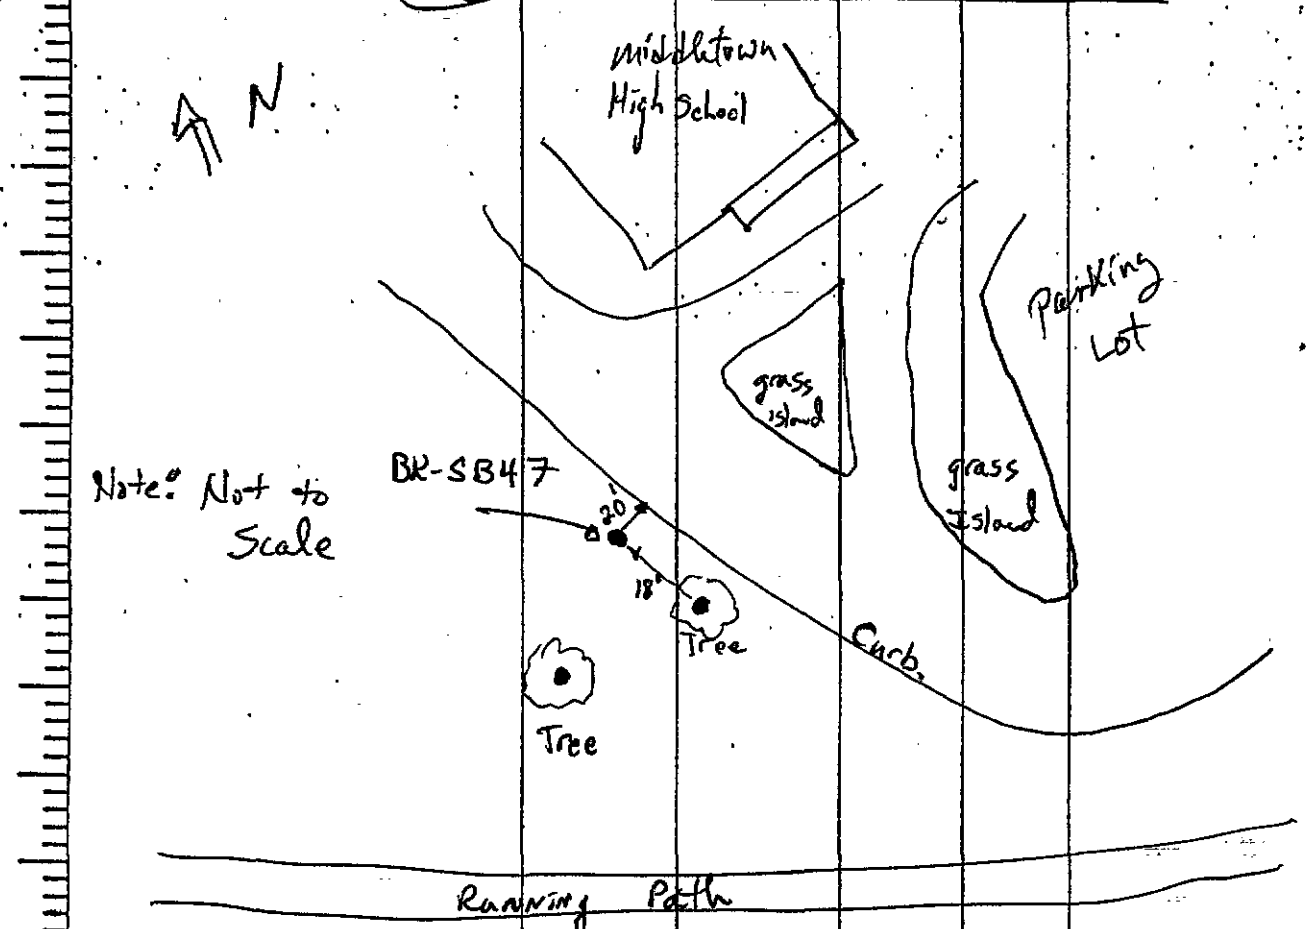 Middletown
High School
N
Parking
Lot
grass
island
grass
Island
BK-SB47
Note: Not to
Scale
20'
18'
Tree
Curb.
Tree
Running Path